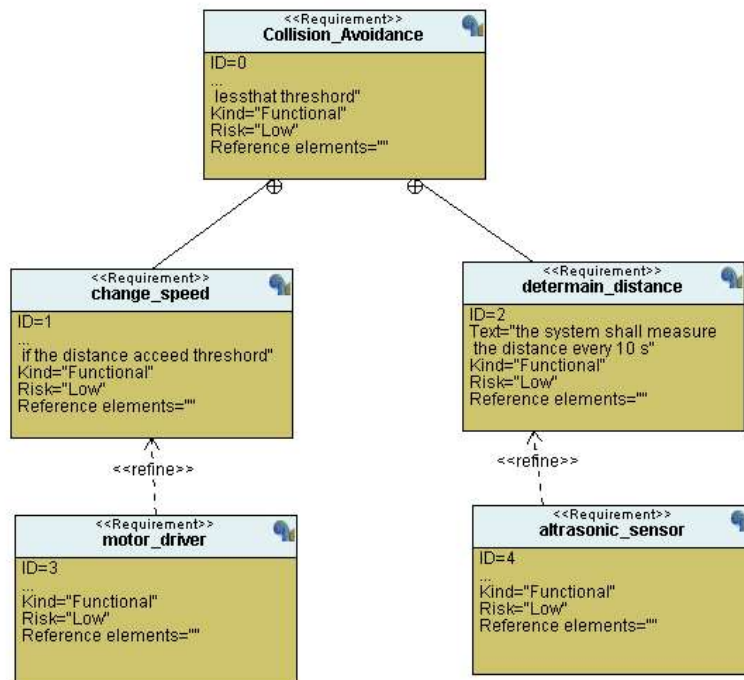 <<Requirement>>
Collision_Avoidance
ID=0
...
lessthat threshord"
Kind="Functional"
Risk="Low"
Reference elements=""
<<Requirement>>
change_speed
ID=1
...
if the distance acceed threshord"
Kind="Functional"
Risk="Low"
Reference elements=""
<<Requirement>>
determain_distance
ID=2
Text="the system shall measure
the distance every 10 s"
Kind="Functional"
Risk="Low"
Reference elements=""
<<refine>>
<<refine>>
<<Requirement>>
motor_driver
ID=3
...
Kind="Functional"
Risk="Low"
Reference elements=""
<<Requirement>>
altrasonic_sensor
ID=4
...
Kind="Functional"
Risk="Low"
Reference elements=""